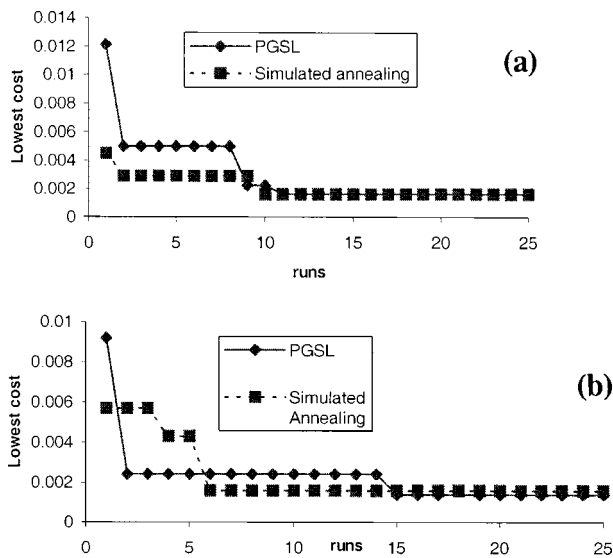 0.014
0.012
0.01
0.008
0.006
0.004
0.002
0
Lowest cost
PGSL
Simulated annealing
(a)
0
5
10
15
20
25
runs
0.01
0.008
0.006
0.004
0.002
0
Lowest cost
PGSL
Simulated
Annealing
(b)
0
5
10
15
20
25
runs